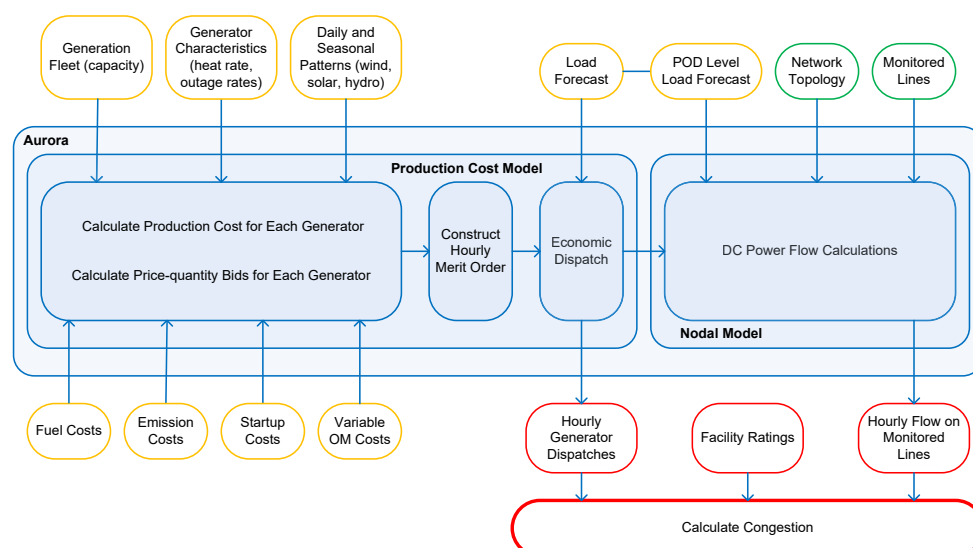 Generation
Fleet (capacity)
Generator
Characteristics
(heat rate,
outage rates)
Daily and
Seasonal
Patterns (wind,
solar, hydro)
Load
Forecast
POD Level
Load Forecast
Network
Topology
Monitored
Lines
Aurora
Production Cost Model
Calculate Production Cost for Each Generator
Calculate Price-quantity Bids for Each Generator
Construct
Hourly
Merit Order
Economic
Dispatch
DC Power Flow Calculations
Nodal Model
Fuel Costs
Emission
Costs
Startup
Costs
Variable
OM Costs
Hourly
Generator
Dispatches
Facility Ratings
Hourly Flow on
Monitored
Lines
Calculate Congestion